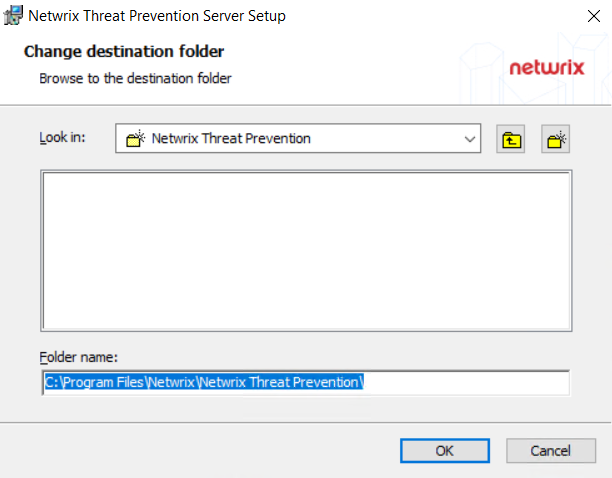 Netwrix Threat Prevention Server Setup
Change destination folder
Browse to the destination folder
netwrix
Look in:
Netwrix Threat Prevention
Folder name:
C:\Program Files\Netwrix\Netwrix Threat Prevention\
OK
Cancel